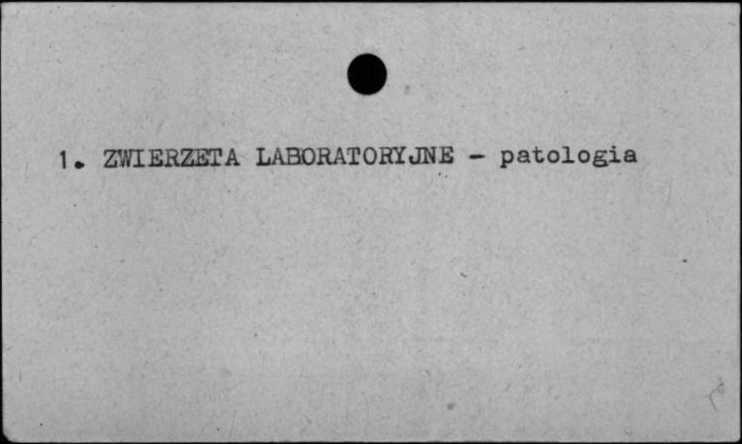 1. ZWIERZETA LABORATORYJNE - patologia